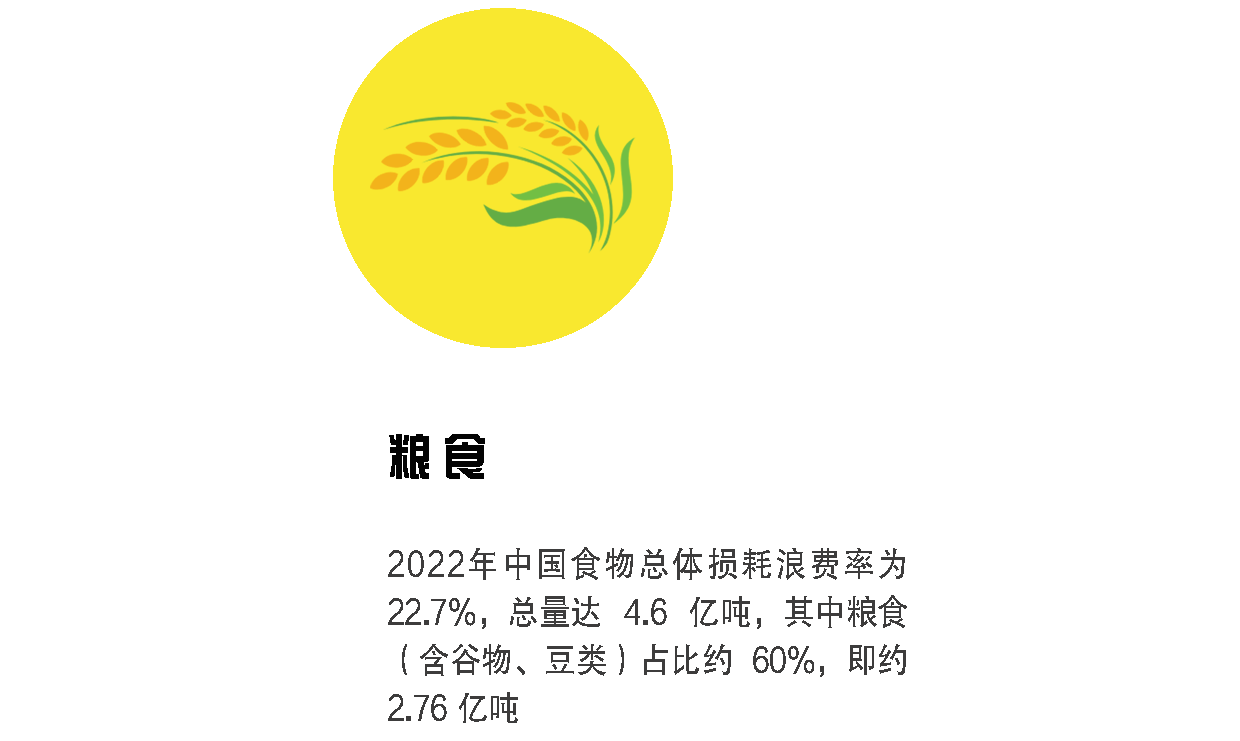 粮食
2022年中国食物总体损耗浪费率为
22.7%，总量达 4.6 亿吨，其中粮食
（含谷物、豆类）占比约 60%，即约
2.76 亿吨